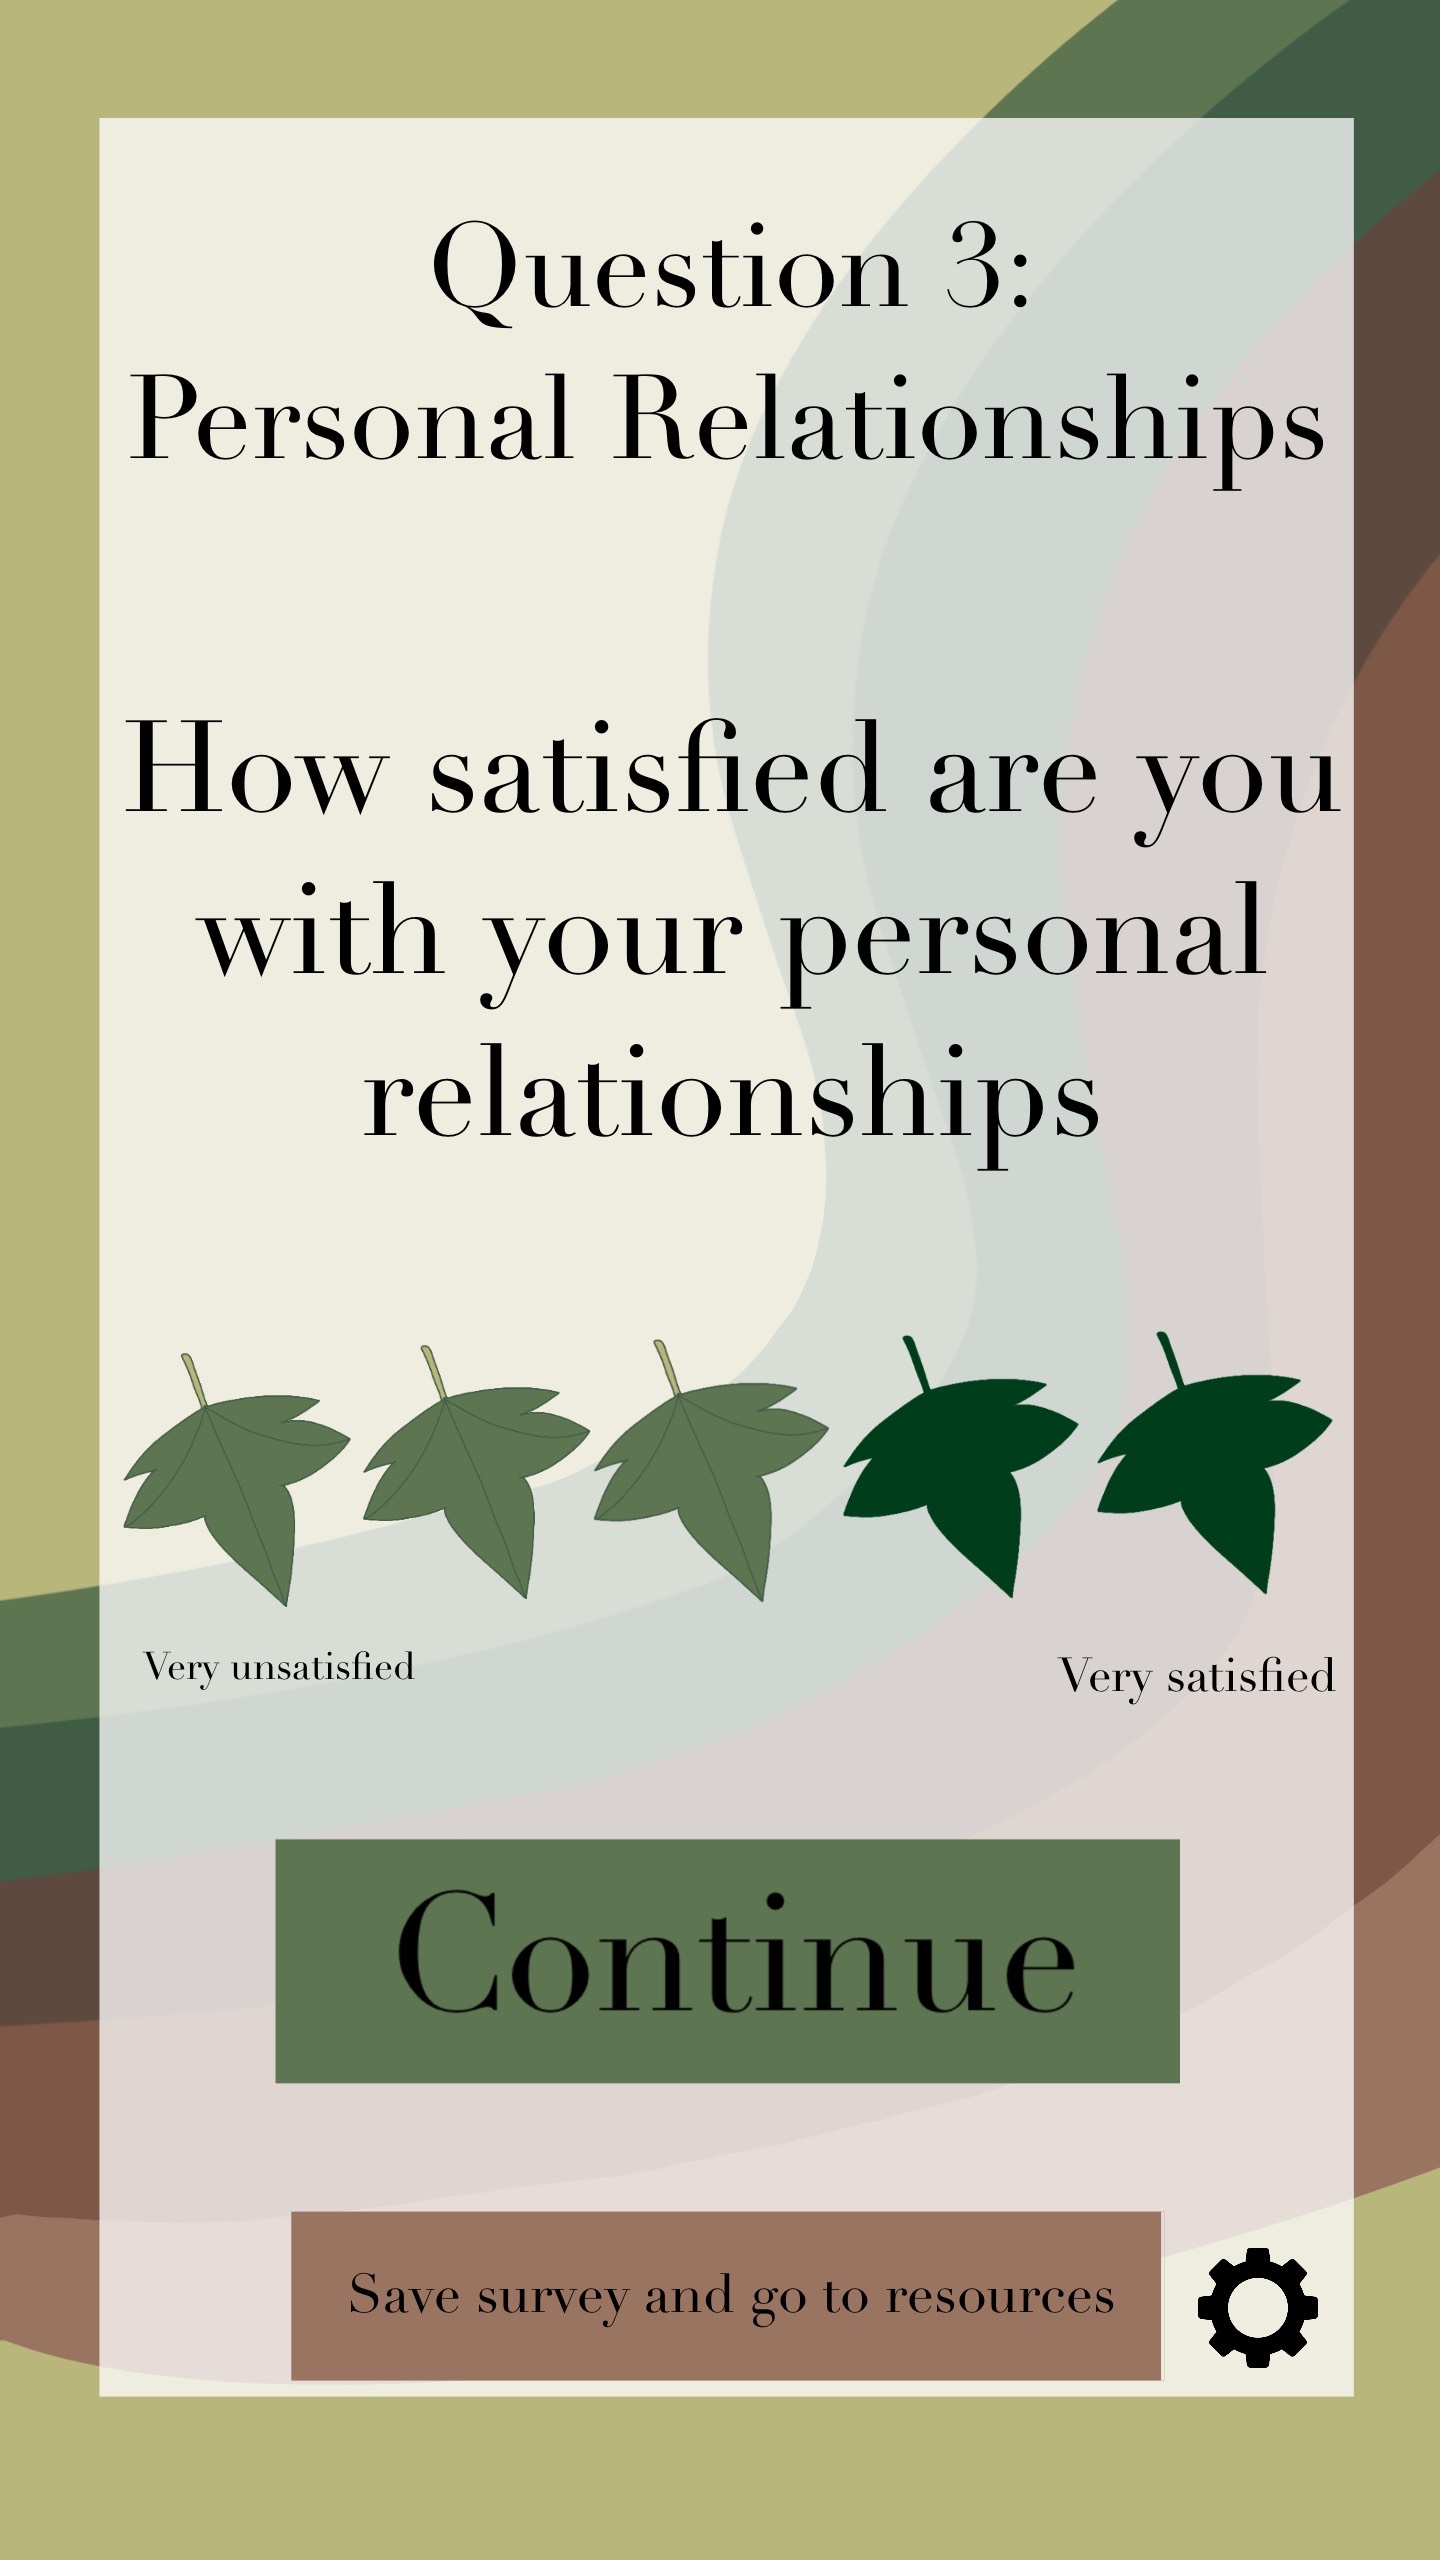 Question 3:
Personal Relationships
How satisfied are you
with your personal
relationships
Very unsatisfied
Very satisfied
Continue
Save survey and go to resources